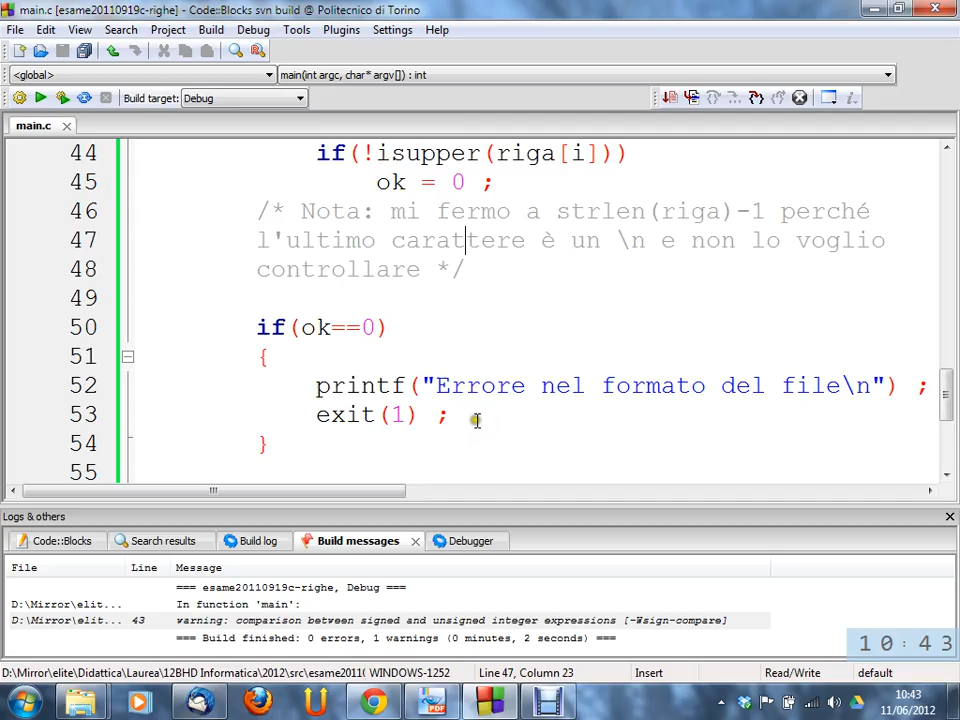 main.c [esame20110919c-righe] - Code::Blocks svn build @ Politecnico di Torino
File Edit View Search Project Build Debug Tools Plugins Settings Help
<global> main(int argc, char* argv[]) : int
Build target: Debug
main.c
44 if(!isupper(riga[i]))
45 ok = 0 ;
46 /* Nota: mi fermo a strlen(riga)-1 perché
47 l'ultimo carattere è un \n e non lo voglio
48 controllare */
49
50 if(ok==0)
51 {
52 printf("Errore nel formato del file\n") ;
53 exit(1) ;
54 }
55
Logs & others
Code::Blocks Search results Build log Build messages Debugger
File Line Message
=== esame20110919c-righe, Debug ===
D:\Mirror\elit... In function 'main':
D:\Mirror\elit... 43 warning: comparison between signed and unsigned integer expressions [-Wsign-compare]
=== Build finished: 0 errors, 1 warnings (0 minutes, 2 seconds) ===
10:43
D:\Mirror\elite\Didattica\Laurea\12BHD Informatica\2012\src\esame2011( WINDOWS-1252 Line 47, Column 23 Insert Read/Write default
10:43
11/06/2012